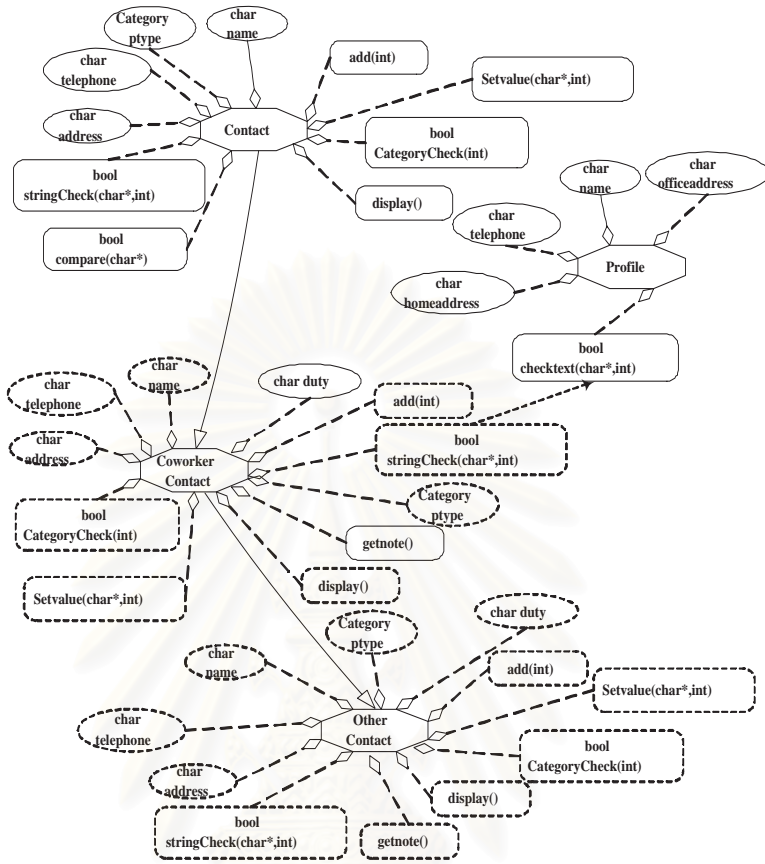 Category
ptype
char
name
char
telephone
add(int)
Setvalue(char*,int)
char
address
Contact
bool
CategoryCheck(int)
bool
stringCheck(char*,int)
display()
bool
compare(char*)
char
name
char
officeaddress
char
telephone
Profile
char
homeaddress
bool
checktext(char*,int)
char
telephone
char
name
char duty
add(int)
char
address
bool
stringCheck(char*,int)
Coworker
Contact
Category
ptype
bool
CategoryCheck(int)
getnote()
Setvalue(char*,int)
display()
Category
ptype
char duty
char
name
add(int)
Setvalue(char*,int)
char
telephone
Other
Contact
bool
CategoryCheck(int)
char
address
display()
bool
stringCheck(char*,int)
getnote()